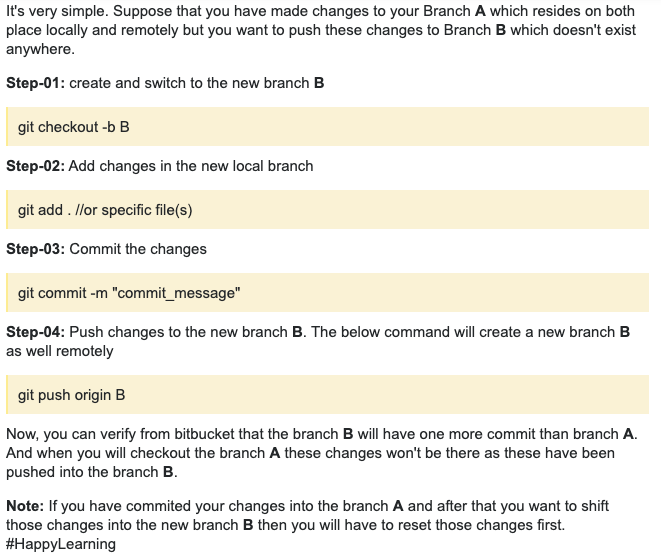 It's very simple. Suppose that you have made changes to your Branch A which resides on both
place locally and remotely but you want to push these changes to Branch B which doesn't exist
anywhere.
Step-01: create and switch to the new branch B
git checkout -b B
Step-02: Add changes in the new local branch
git add . //or specific file(s)
Step-03: Commit the changes
git commit -m "commit_message"
Step-04: Push changes to the new branch B. The below command will create a new branch B
as well remotely
git push origin B
Now, you can verify from bitbucket that the branch B will have one more commit than branch A.
And when you will checkout the branch A these changes won't be there as these have been
pushed into the branch B.
Note: If you have commited your changes into the branch A and after that you want to shift
those changes into the new branch B then you will have to reset those changes first.
#HappyLearning